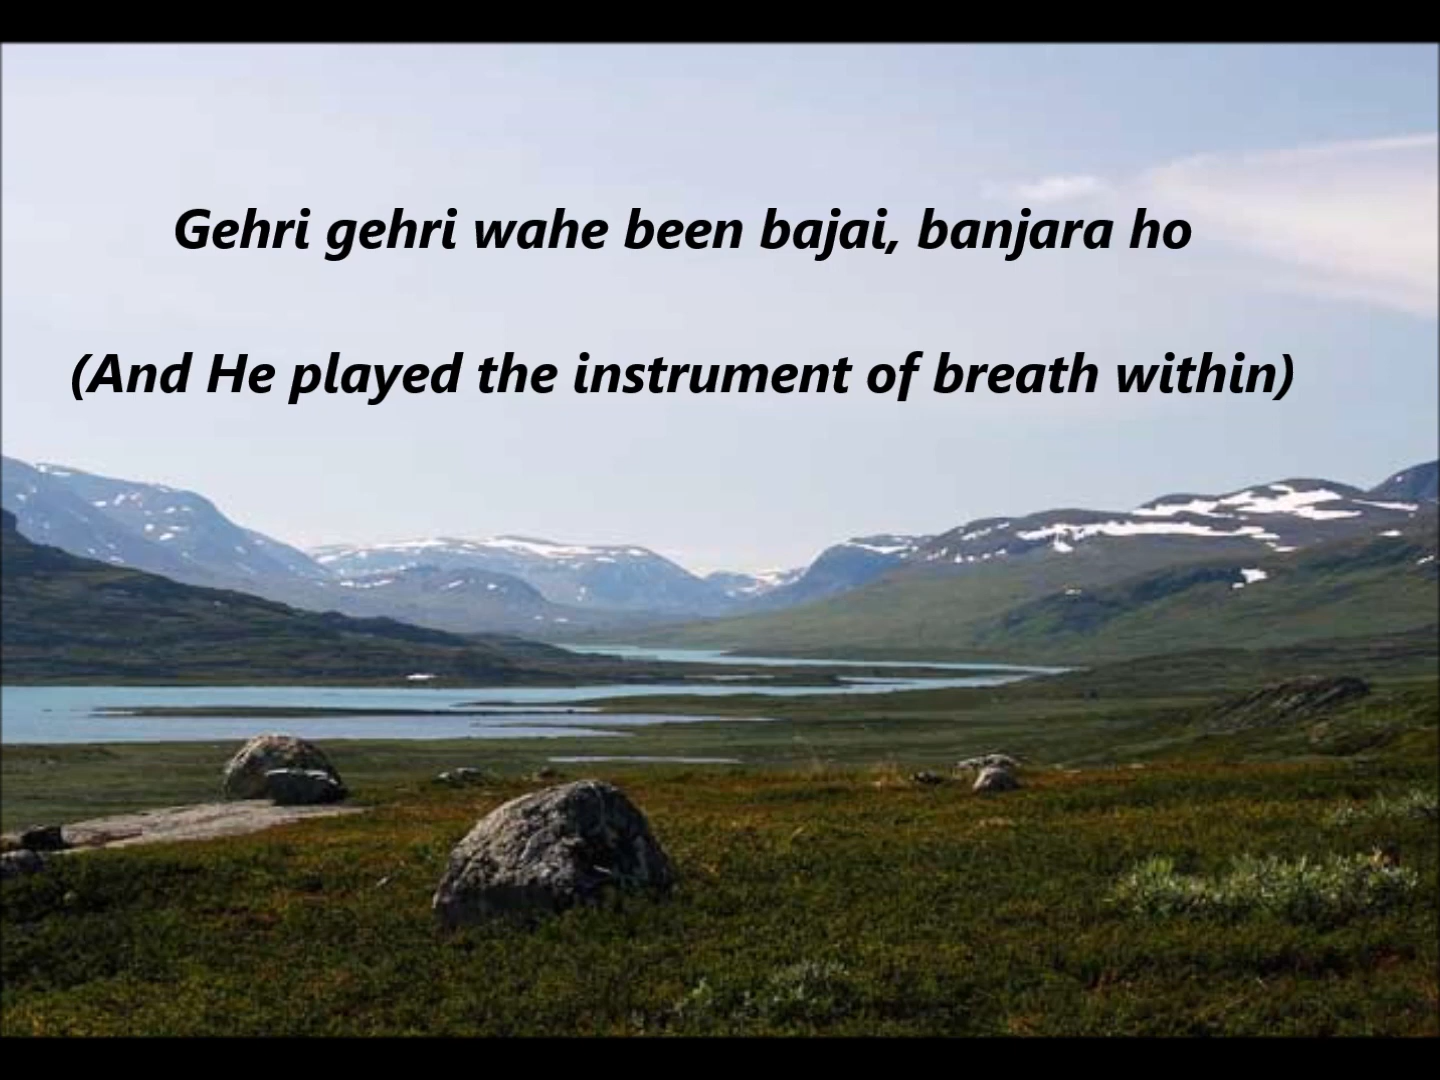 Gehri gehri wahe been bajai, banjara ho
(And He played the instrument of breath within)